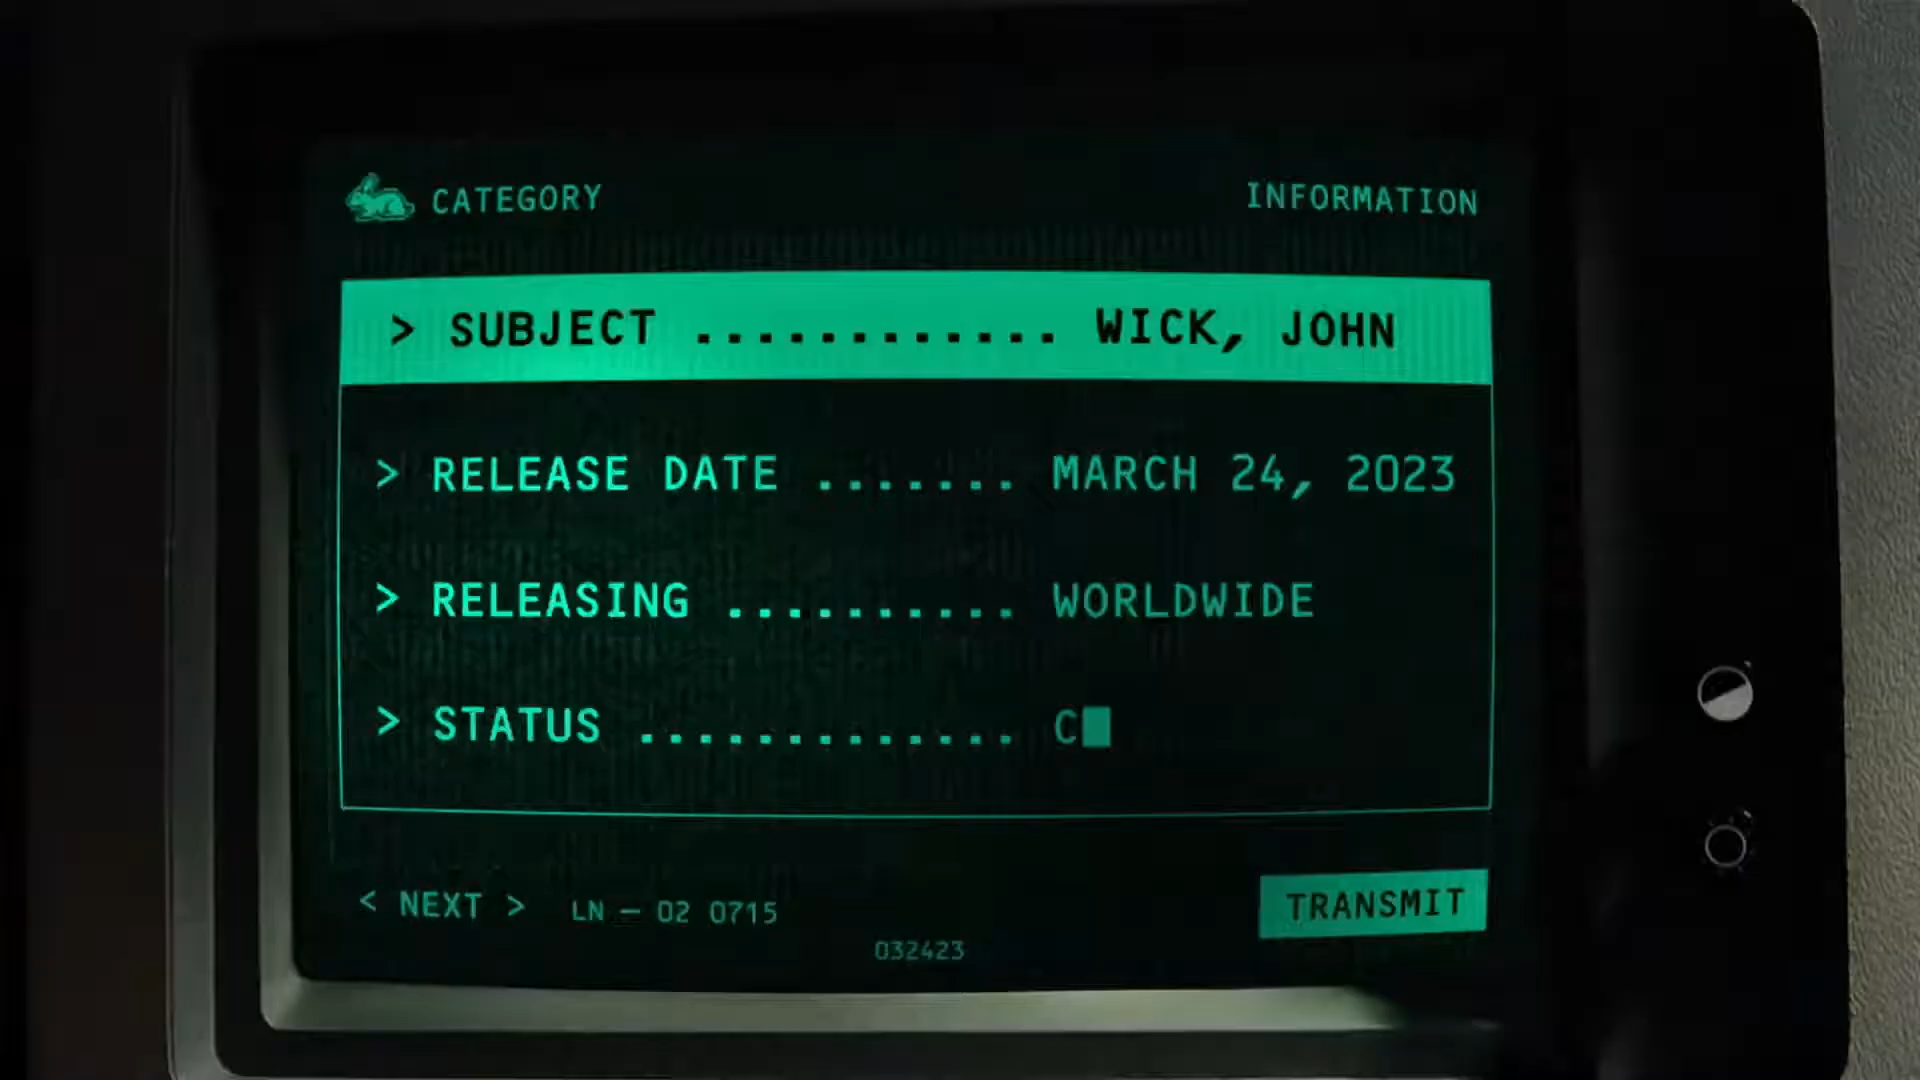 CATEGORY INFORMATION
> SUBJECT ............ WICK, JOHN
> RELEASE DATE ....... MARCH 24, 2023
> RELEASING .......... WORLDWIDE
> STATUS ............. C
< NEXT > LN — 02 0715
TRANSMIT
032423